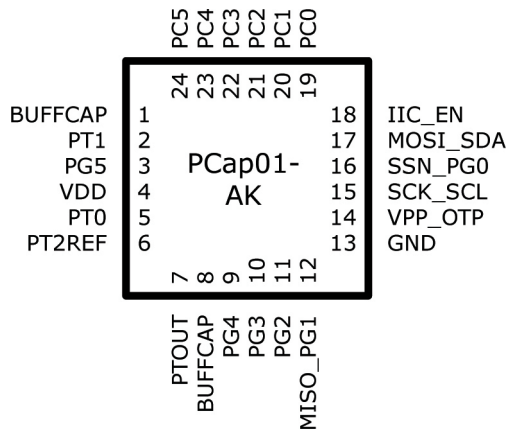 PC5 PC4 PC3 PC2 PC1 PC0
24 23 22 21 20 19
BUFFCAP 1 18 IIC_EN
PT1 2 17 MOSI_SDA
PG5 3 PCap01- 16 SSN_PG0
VDD 4 AK 15 SCK_SCL
PT0 5 14 VPP_OTP
PT2REF 6 13 GND
7 8 9 10 11 12
PTOUT BUFFCAP PG4 PG3 PG2 MISO_PG1